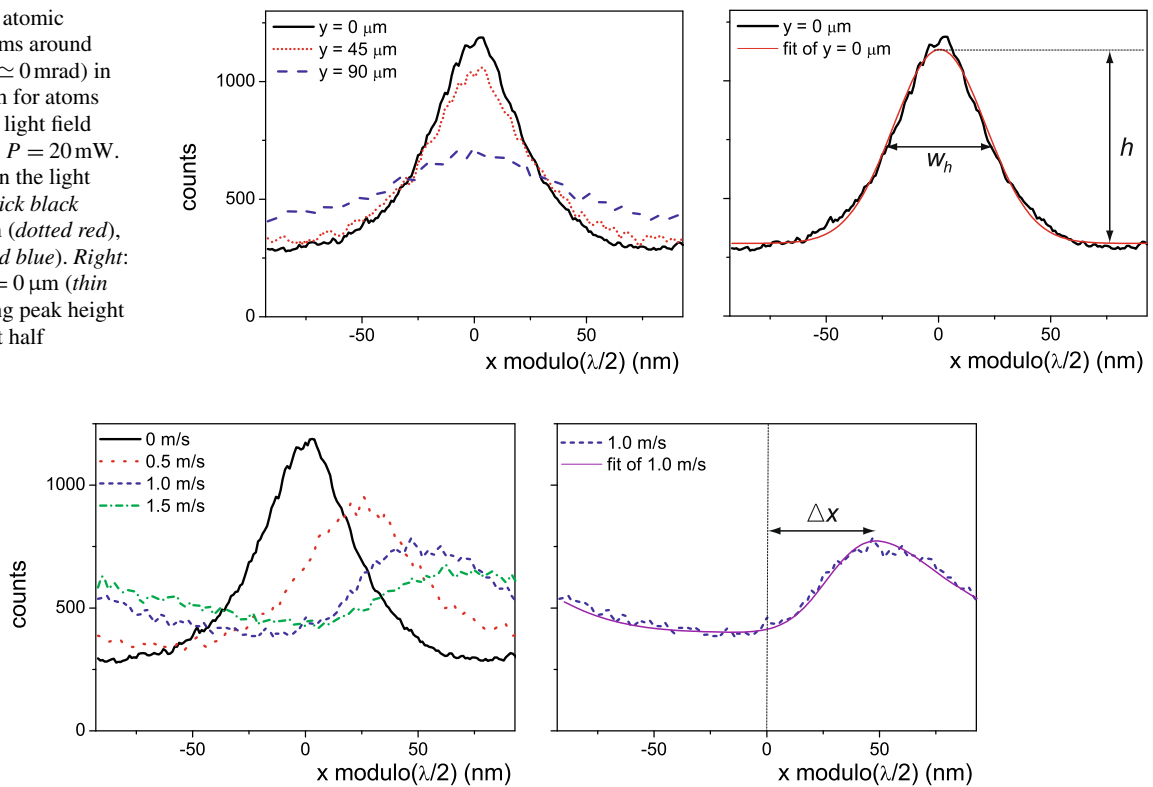 atomic
ms around
≃ 0 mrad) in
n for atoms
light field
P = 20 mW.
n the light
ick black
(dotted red),
d blue). Right:
= 0 μm (thin
ng peak height
t half
y = 0 μm
y = 45 μm
y = 90 μm
1000
500
0
counts
-50
0
50
x modulo(λ/2) (nm)
y = 0 μm
fit of y = 0 μm
w_h
h
-50
0
50
x modulo(λ/2) (nm)
0 m/s
0.5 m/s
1.0 m/s
1.5 m/s
1000
500
0
counts
-50
0
50
x modulo(λ/2) (nm)
1.0 m/s
fit of 1.0 m/s
△x
-50
0
50
x modulo(λ/2) (nm)